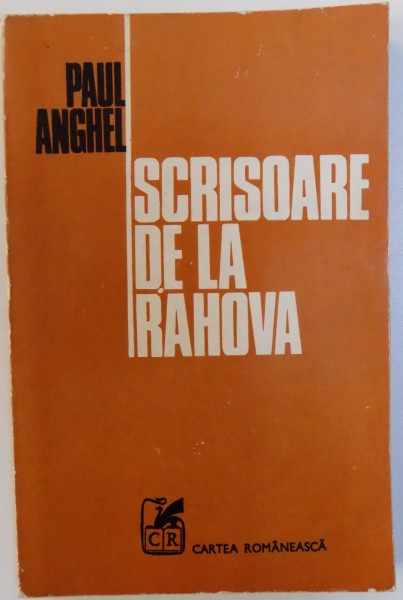 PAUL
ANGHEL
SCRISOARE
DE LA
RAHOVA
CR
CARTEA ROMÂNEASCĂ